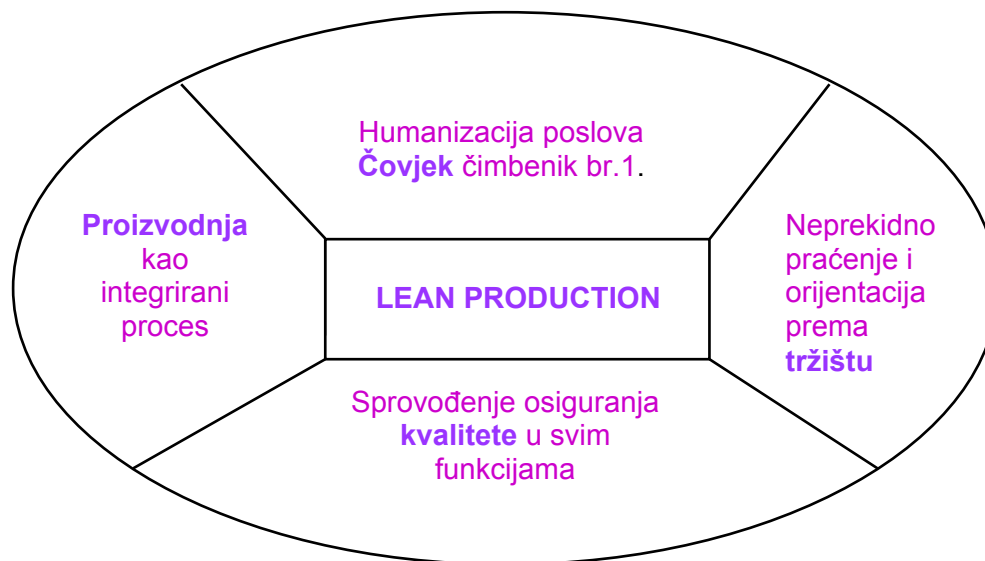 Humanizacija poslova
Čovjek čimbenik br.1.
Proizvodnja
kao
integrirani
proces
LEAN PRODUCTION
Neprekidno
praćenje i
orijentacija
prema
tržištu
Sprovođenje osiguranja
kvalitete u svim
funkcijama